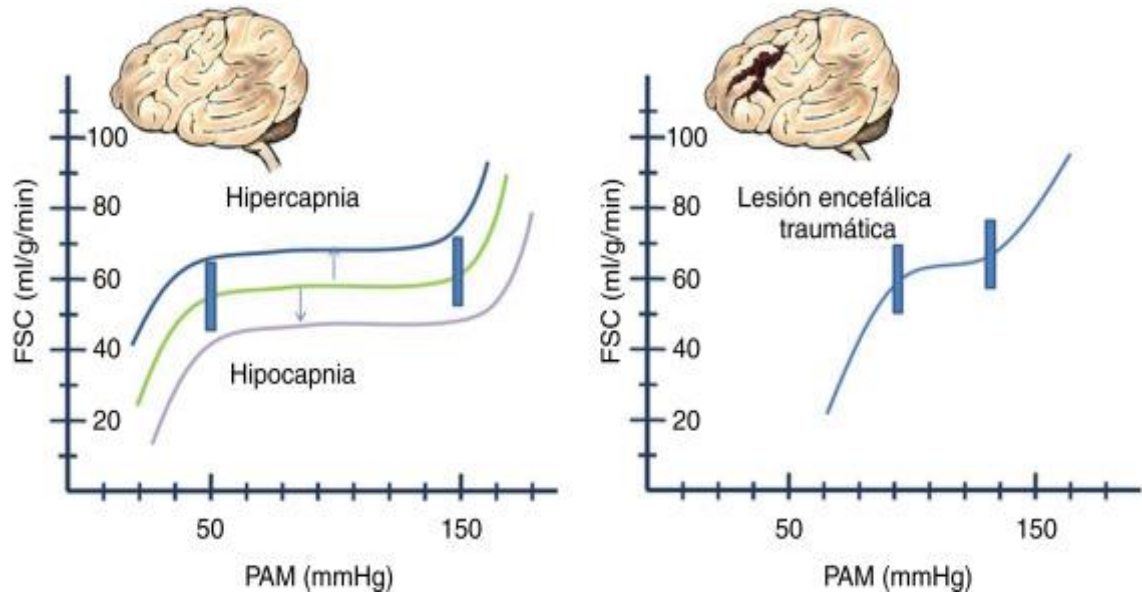 100
80
60
40
20
FSC (ml/g/min)
Hipercapnia
Hipocapnia
50
150
PAM (mmHg)
100
80
60
40
20
FSC (ml/g/min)
Lesión encefálica
traumática
50
150
PAM (mmHg)